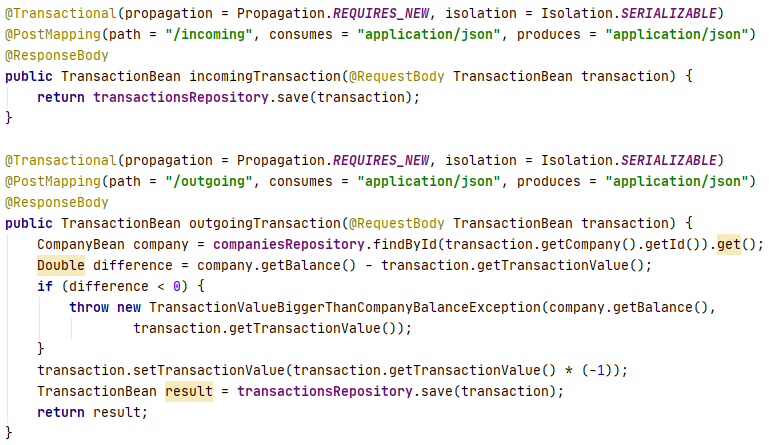 @Transactional(propagation = Propagation.REQUIRES_NEW, isolation = Isolation.SERIALIZABLE)
@PostMapping(path = "/incoming", consumes = "application/json", produces = "application/json")
@ResponseBody
public TransactionBean incomingTransaction(@RequestBody TransactionBean transaction) {
    return transactionsRepository.save(transaction);
}

@Transactional(propagation = Propagation.REQUIRES_NEW, isolation = Isolation.SERIALIZABLE)
@PostMapping(path = "/outgoing", consumes = "application/json", produces = "application/json")
@ResponseBody
public TransactionBean outgoingTransaction(@RequestBody TransactionBean transaction) {
    CompanyBean company = companiesRepository.findById(transaction.getCompany().getId()).get();
    Double difference = company.getBalance() - transaction.getTransactionValue();
    if (difference < 0) {
        throw new TransactionValueBiggerThanCompanyBalanceException(company.getBalance(),
                transaction.getTransactionValue());
    }
    transaction.setTransactionValue(transaction.getTransactionValue() * (-1));
    TransactionBean result = transactionsRepository.save(transaction);
    return result;
}